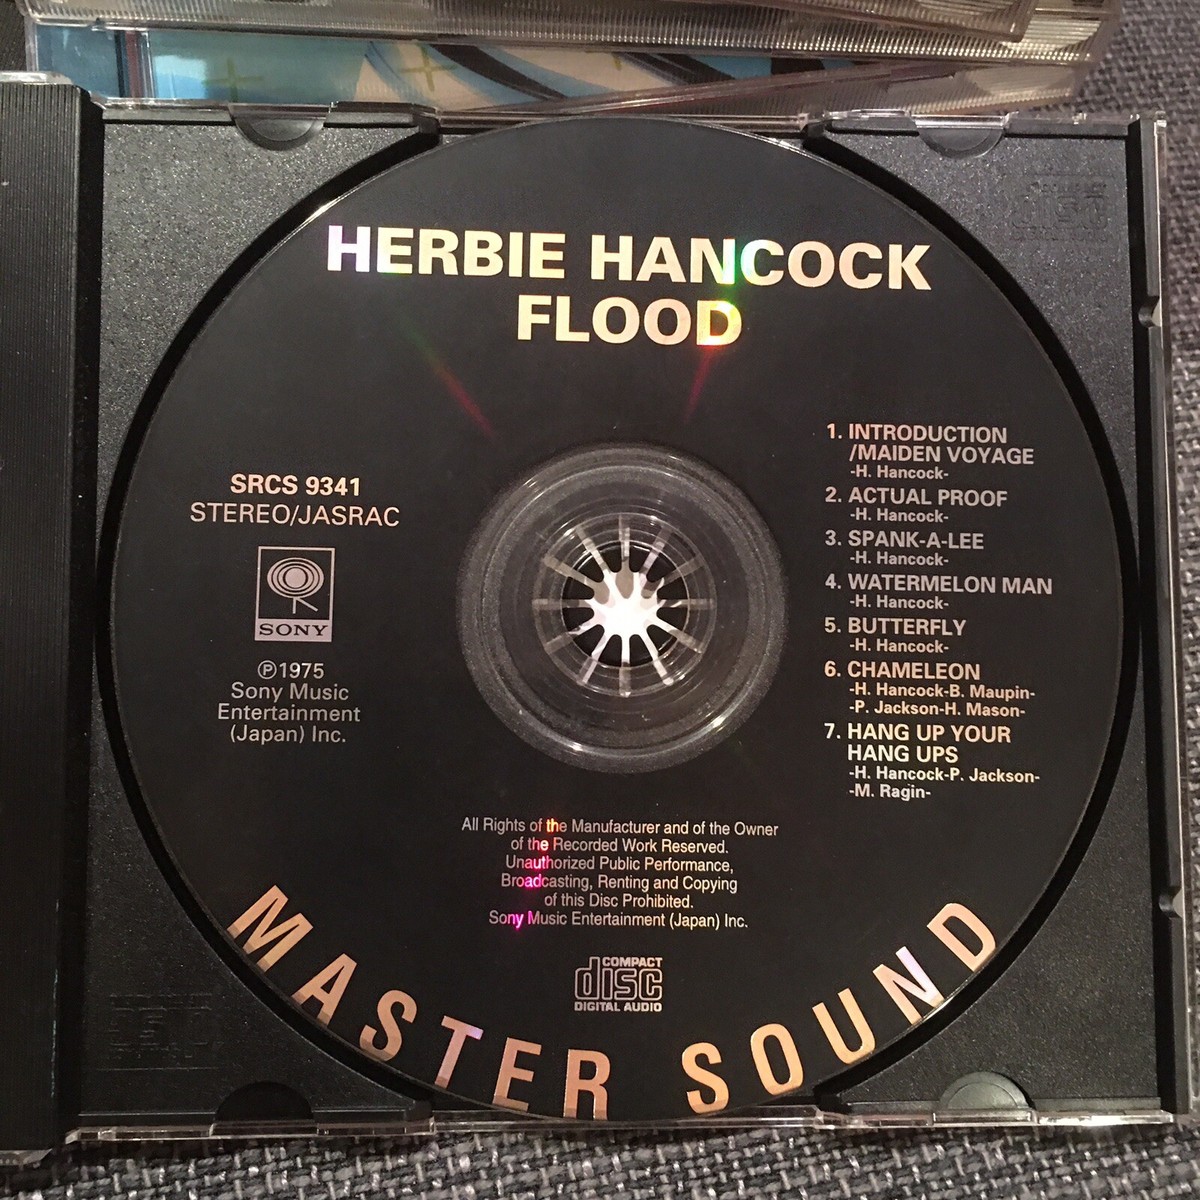 HERBIE HANCOCK
FLOOD
SRCS 9341
STEREO/JASRAC
SONY
Ⓟ1975
Sony Music
Entertainment
(Japan) Inc.
1. INTRODUCTION
/MAIDEN VOYAGE
-H. Hancock-
2. ACTUAL PROOF
-H. Hancock-
3. SPANK-A-LEE
-H. Hancock-
4. WATERMELON MAN
-H. Hancock-
5. BUTTERFLY
-H. Hancock-
6. CHAMELEON
-H. Hancock-B. Maupin-
-P. Jackson-H. Mason-
7. HANG UP YOUR
HANG UPS
-H. Hancock-P. Jackson-
-M. Ragin-
All Rights of the Manufacturer and of the Owner
of the Recorded Work Reserved.
Unauthorized Public Performance,
Broadcasting, Renting and Copying
of this Disc Prohibited.
Sony Music Entertainment (Japan) Inc.
COMPACT
disc
DIGITAL AUDIO
MASTER SOUND